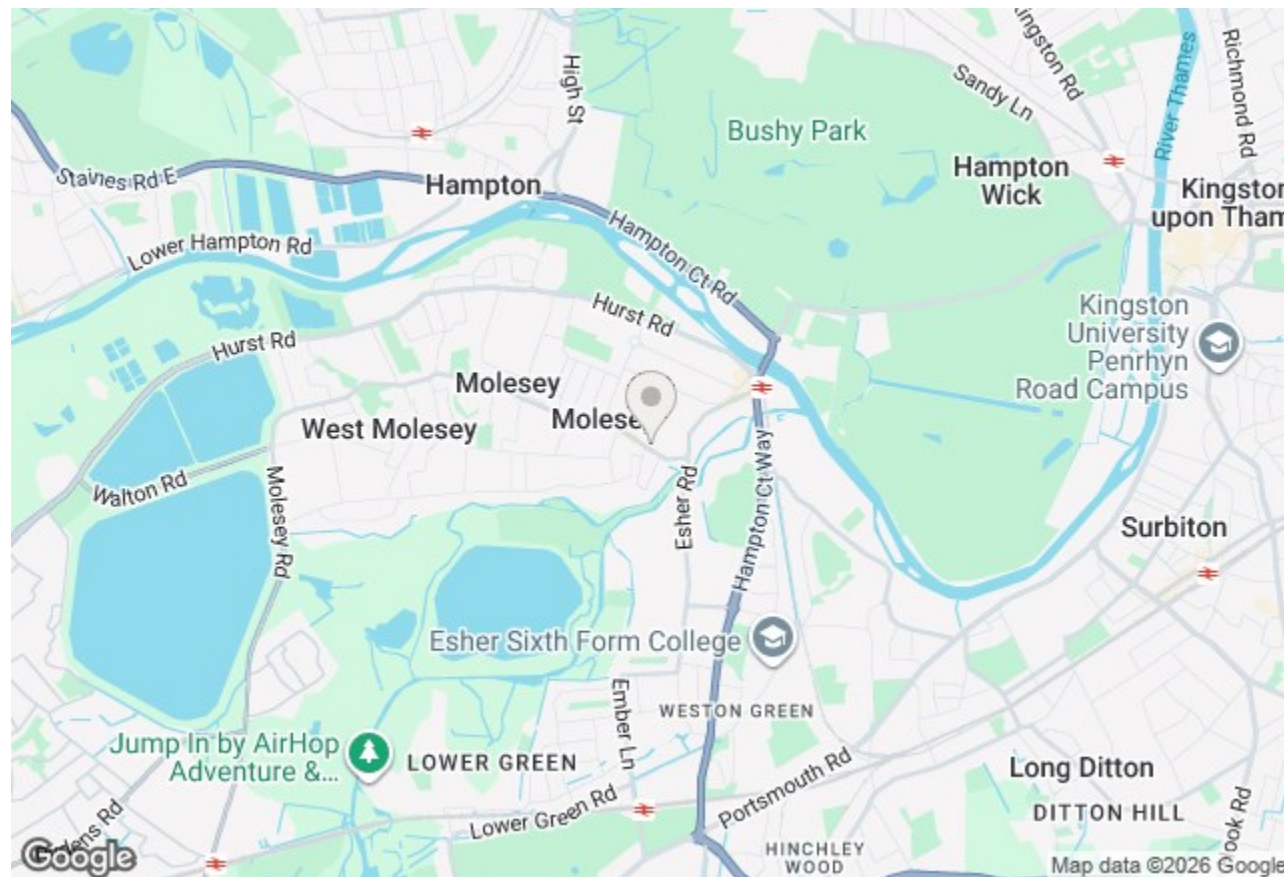 High St
Kingston Rd
Sandy Ln
River Thames
Richmond Rd
Bushy Park
Staines Rd E
Hampton
Hampton
Wick
Kingston
upon Tham
Lower Hampton Rd
Hampton Ct Rd
Hurst Rd
Hurst Rd
Kingston
University
Penrhyn
Road Campus
Molesey
Molesey
West Molesey
Walton Rd
Molesey Rd
Esher Rd
Hampton Ct Way
Surbiton
Esher Sixth Form College
Ember Ln
WESTON GREEN
Jump In by AirHop
Adventure &...
LOWER GREEN
Portsmouth Rd
Long Ditton
DITTON HILL
Lower Green Rd
HINCHLEY
WOOD
Google
Map data ©2026 Google